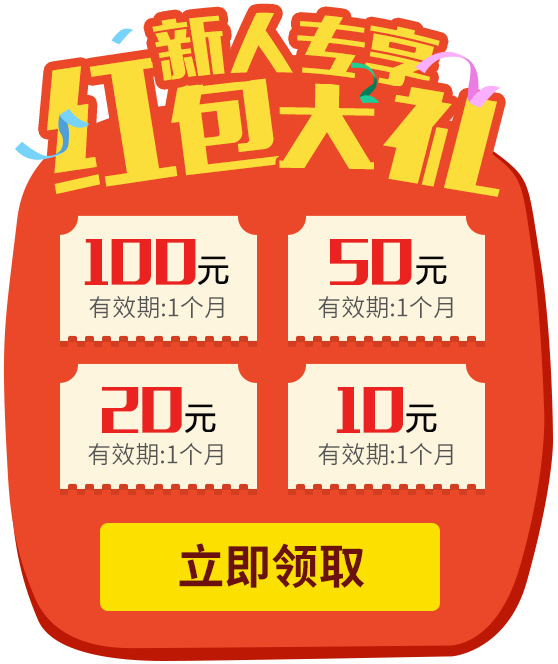 新人专享
红包大礼
100元
有效期:1个月
50元
有效期:1个月
20元
有效期:1个月
10元
有效期:1个月
立即领取